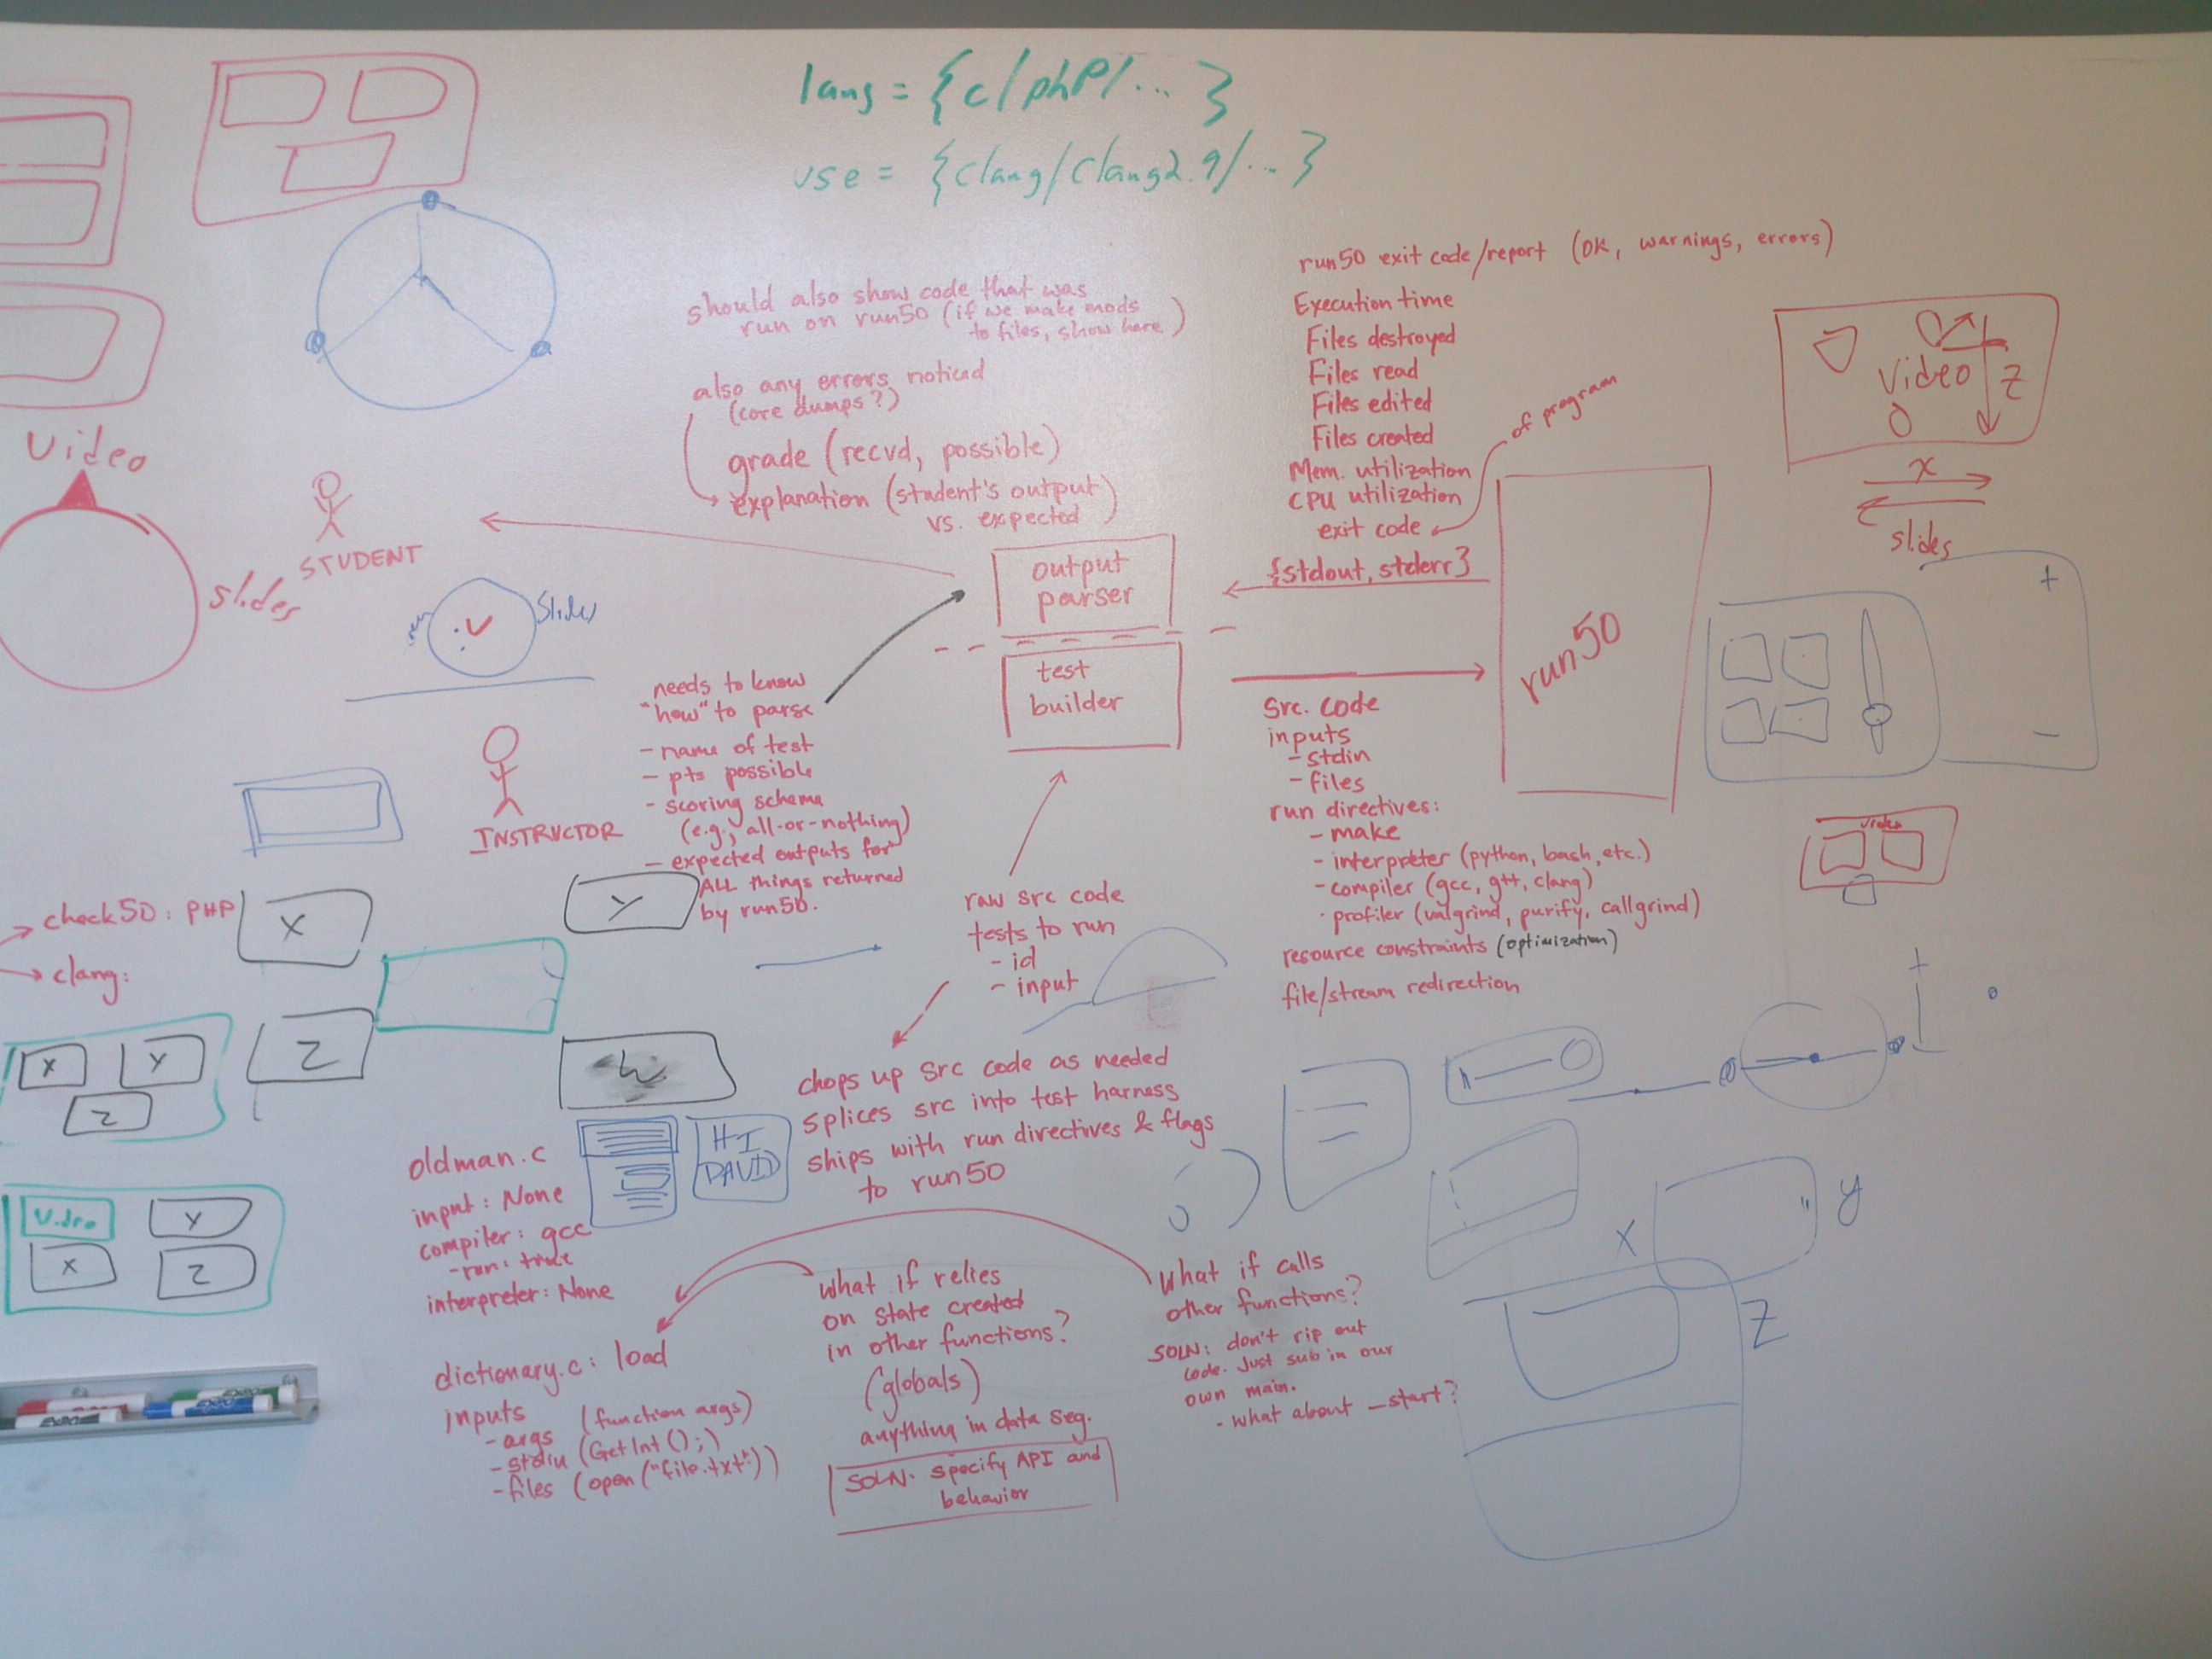 lang = {c/php/... }
use = {clang/clang2.9/... }
run50 exit code/report (OK, warnings, errors)
Execution time
Files destroyed
Files read
Files edited
Files created
Mem. utilization
CPU utilization
exit code
of program
{stdout, stderr}
should also show code that was
run on run50 (if we make mods
to files, show here)
also any errors noticed
(core dumps?)
grade (recvd, possible)
explanation (student's output
vs. expected)
Video
slides
STUDENT
V
Slides
output
parser
test
builder
run50
Video
Z
x
slides
+
-
video
needs to know
"how" to parse
- name of test
- pts possible
- scoring schema
(e.g., all-or-nothing)
- expected outputs for
ALL things returned
by run50.
INSTRUCTOR
Src. code
inputs
- stdin
- files
run directives:
- make
- interpreter (python, bash, etc.)
- compiler (gcc, g++, clang)
- profiler (valgrind, purify, callgrind)
resource constraints (optimization)
file/stream redirection
raw src code
tests to run
- id
- input
check50: PHP
clang:
X
Y
Z
W
X
Y
Z
chops up src code as needed
splices src into test harness
ships with run directives & flags
to run50
HI
DAVID
oldman.c
input: None
compiler: gcc
- run: true
interpreter: None
Video
Y
X
Z
dictionary.c: load
inputs
- args (function args)
- stdin (GetInt();)
- files (open("file.txt"))
what if relies
on state created
in other functions?
(globals)
anything in data seg.
SOLN: specify API and
behavior
what if calls
other functions?
SOLN: don't rip out
code. Just sub in our
own main.
- what about _start?
+
X
y
Z